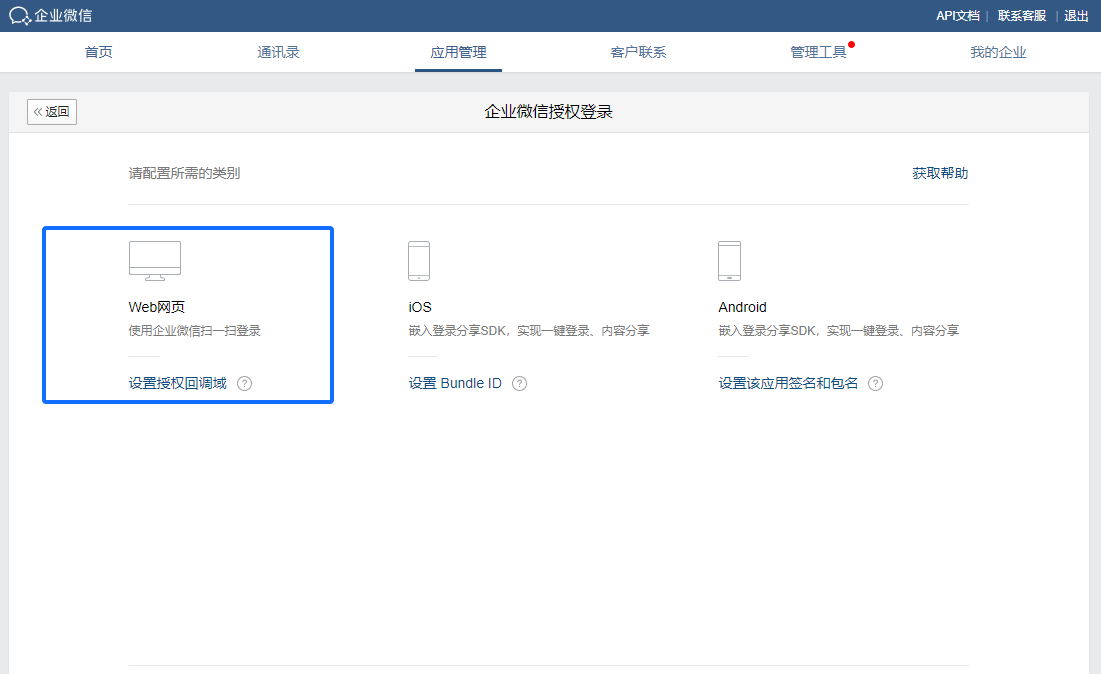 企业微信
API文档 | 联系客服 | 退出
首页 通讯录 应用管理 客户联系 管理工具 我的企业
«返回
企业微信授权登录
请配置所需的类别
获取帮助
Web网页
使用企业微信扫一扫登录
设置授权回调域 ?
iOS
嵌入登录分享SDK，实现一键登录、内容分享
设置 Bundle ID ?
Android
嵌入登录分享SDK，实现一键登录、内容分享
设置该应用签名和包名 ?